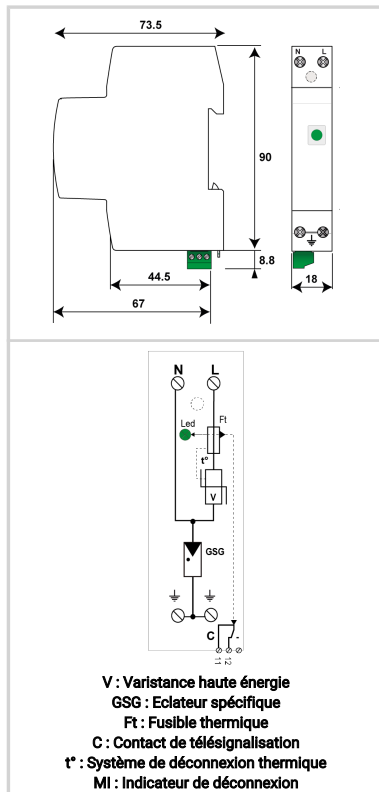 73.5
N L
90
8.8
44.5
18
67
N L
Led Ft
t°
V
GSG
C
11 12
V : Varistance haute énergie
GSG : Eclateur spécifique
Ft : Fusible thermique
C : Contact de télésignalisation
t° : Système de déconnexion thermique
MI : Indicateur de déconnexion